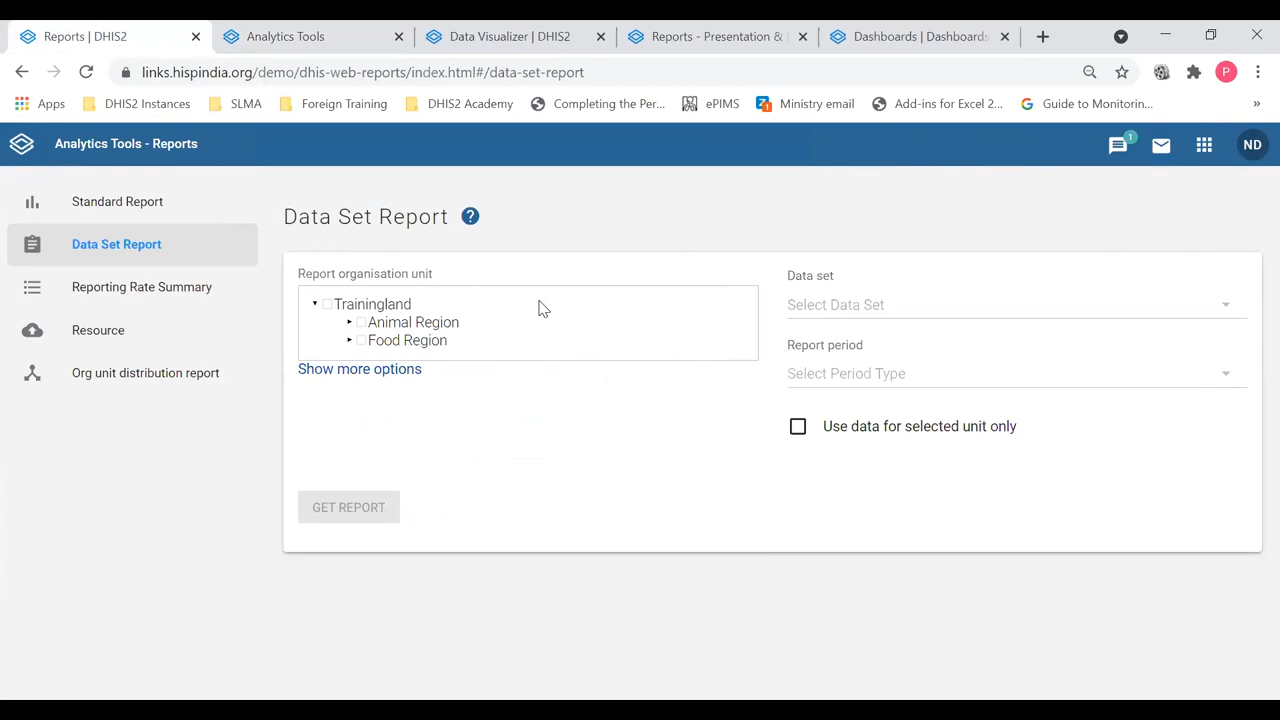 Reports | DHIS2
Analytics Tools
Data Visualizer | DHIS2
Reports - Presentation &
Dashboards | Dashboards
links.hispindia.org/demo/dhis-web-reports/index.html#/data-set-report
P
Apps
DHIS2 Instances
SLMA
Foreign Training
DHIS2 Academy
Completing the Per...
ePIMS
Ministry email
Add-ins for Excel 2...
Guide to Monitorin...
»
Analytics Tools - Reports
1
ND
Standard Report
Data Set Report
Reporting Rate Summary
Resource
Org unit distribution report
Data Set Report ?
Report organisation unit
Trainingland
Animal Region
Food Region
Show more options
Data set
Select Data Set
Report period
Select Period Type
Use data for selected unit only
GET REPORT